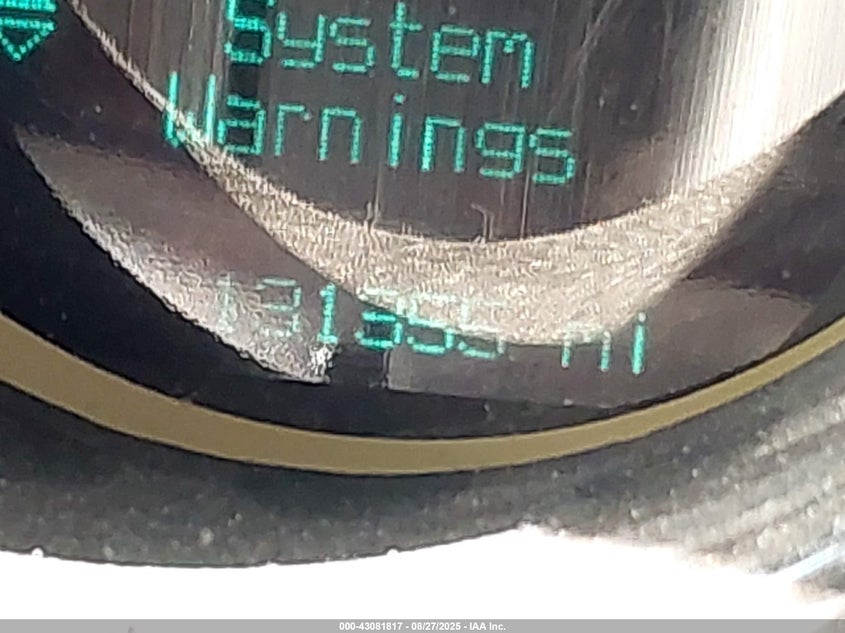 System
Warnings
mi
000-43081817 - 08/27/2025 - IAA Inc.